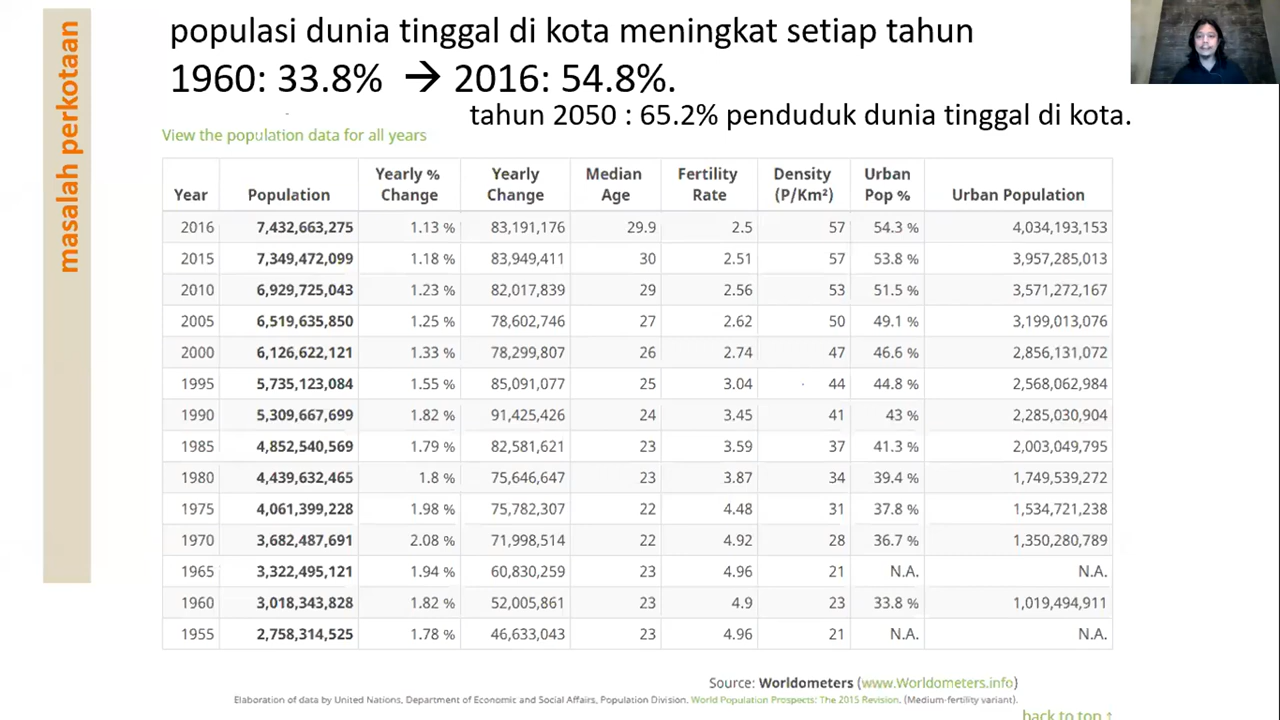 masalah perkotaan
populasi dunia tinggal di kota meningkat setiap tahun
1960: 33.8% → 2016: 54.8%.
tahun 2050 : 65.2% penduduk dunia tinggal di kota.
View the population data for all years
Year Population Yearly % Change Yearly Change Median Age Fertility Rate Density (P/Km²) Urban Pop % Urban Population
2016 7,432,663,275 1.13 % 83,191,176 29.9 2.5 57 54.3 % 4,034,193,153
2015 7,349,472,099 1.18 % 83,949,411 30 2.51 57 53.8 % 3,957,285,013
2010 6,929,725,043 1.23 % 82,017,839 29 2.56 53 51.5 % 3,571,272,167
2005 6,519,635,850 1.25 % 78,602,746 27 2.62 50 49.1 % 3,199,013,076
2000 6,126,622,121 1.33 % 78,299,807 26 2.74 47 46.6 % 2,856,131,072
1995 5,735,123,084 1.55 % 85,091,077 25 3.04 44 44.8 % 2,568,062,984
1990 5,309,667,699 1.82 % 91,425,426 24 3.45 41 43 % 2,285,030,904
1985 4,852,540,569 1.79 % 82,581,621 23 3.59 37 41.3 % 2,003,049,795
1980 4,439,632,465 1.8 % 75,646,647 23 3.87 34 39.4 % 1,749,539,272
1975 4,061,399,228 1.98 % 75,782,307 22 4.48 31 37.8 % 1,534,721,238
1970 3,682,487,691 2.08 % 71,998,514 22 4.92 28 36.7 % 1,350,280,789
1965 3,322,495,121 1.94 % 60,830,259 23 4.96 21 N.A. N.A.
1960 3,018,343,828 1.82 % 52,005,861 23 4.9 23 33.8 % 1,019,494,911
1955 2,758,314,525 1.78 % 46,633,043 23 4.96 21 N.A. N.A.
Source: Worldometers (www.Worldometers.info)
Elaboration of data by United Nations, Department of Economic and Social Affairs, Population Division. World Population Prospects: The 2015 Revision. (Medium-fertility variant).
back to top ↑